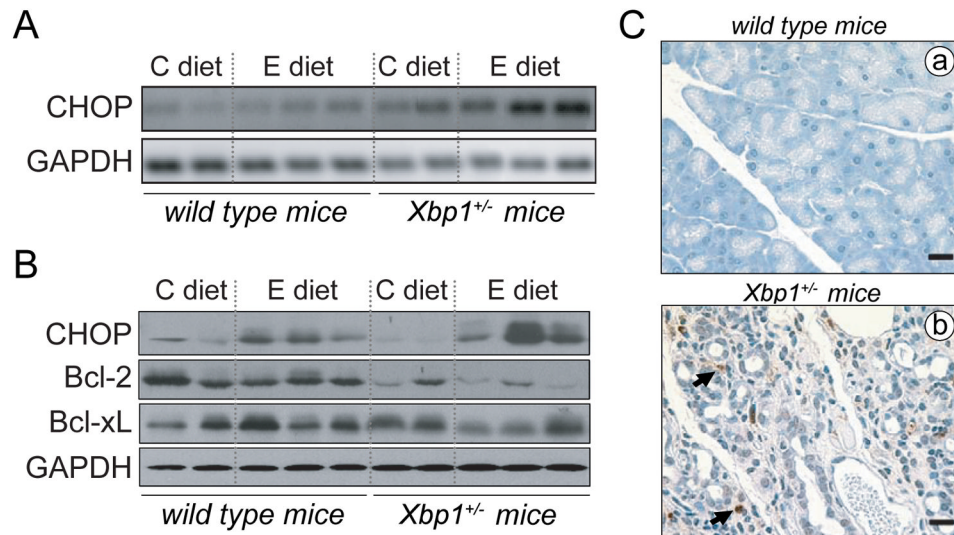 A
C diet E diet C diet E diet
CHOP
GAPDH
wild type mice Xbp1+/- mice
B
C diet E diet C diet E diet
CHOP
Bcl-2
Bcl-xL
GAPDH
wild type mice Xbp1+/- mice
C
wild type mice
a
Xbp1+/- mice
b